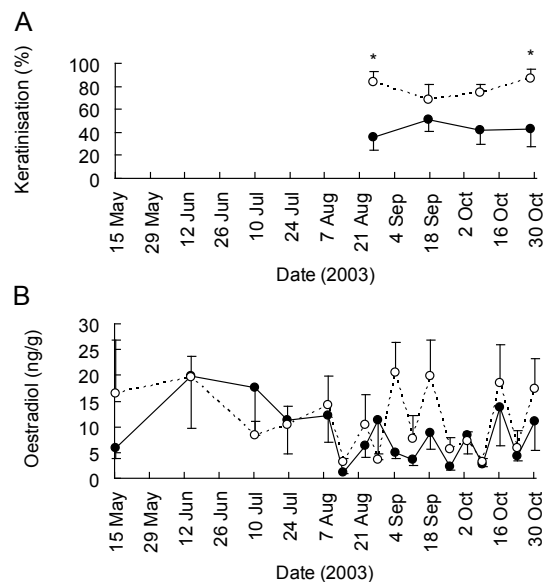 A
* *
Keratinisation (%)
100
80
60
40
20
0
15 May
29 May
12 Jun
26 Jun
10 Jul
24 Jul
7 Aug
21 Aug
4 Sep
18 Sep
2 Oct
16 Oct
30 Oct
Date (2003)
B
Oestradiol (ng/g)
30
25
20
15
10
5
0
15 May
29 May
12 Jun
26 Jun
10 Jul
24 Jul
7 Aug
21 Aug
4 Sep
18 Sep
2 Oct
16 Oct
30 Oct
Date (2003)